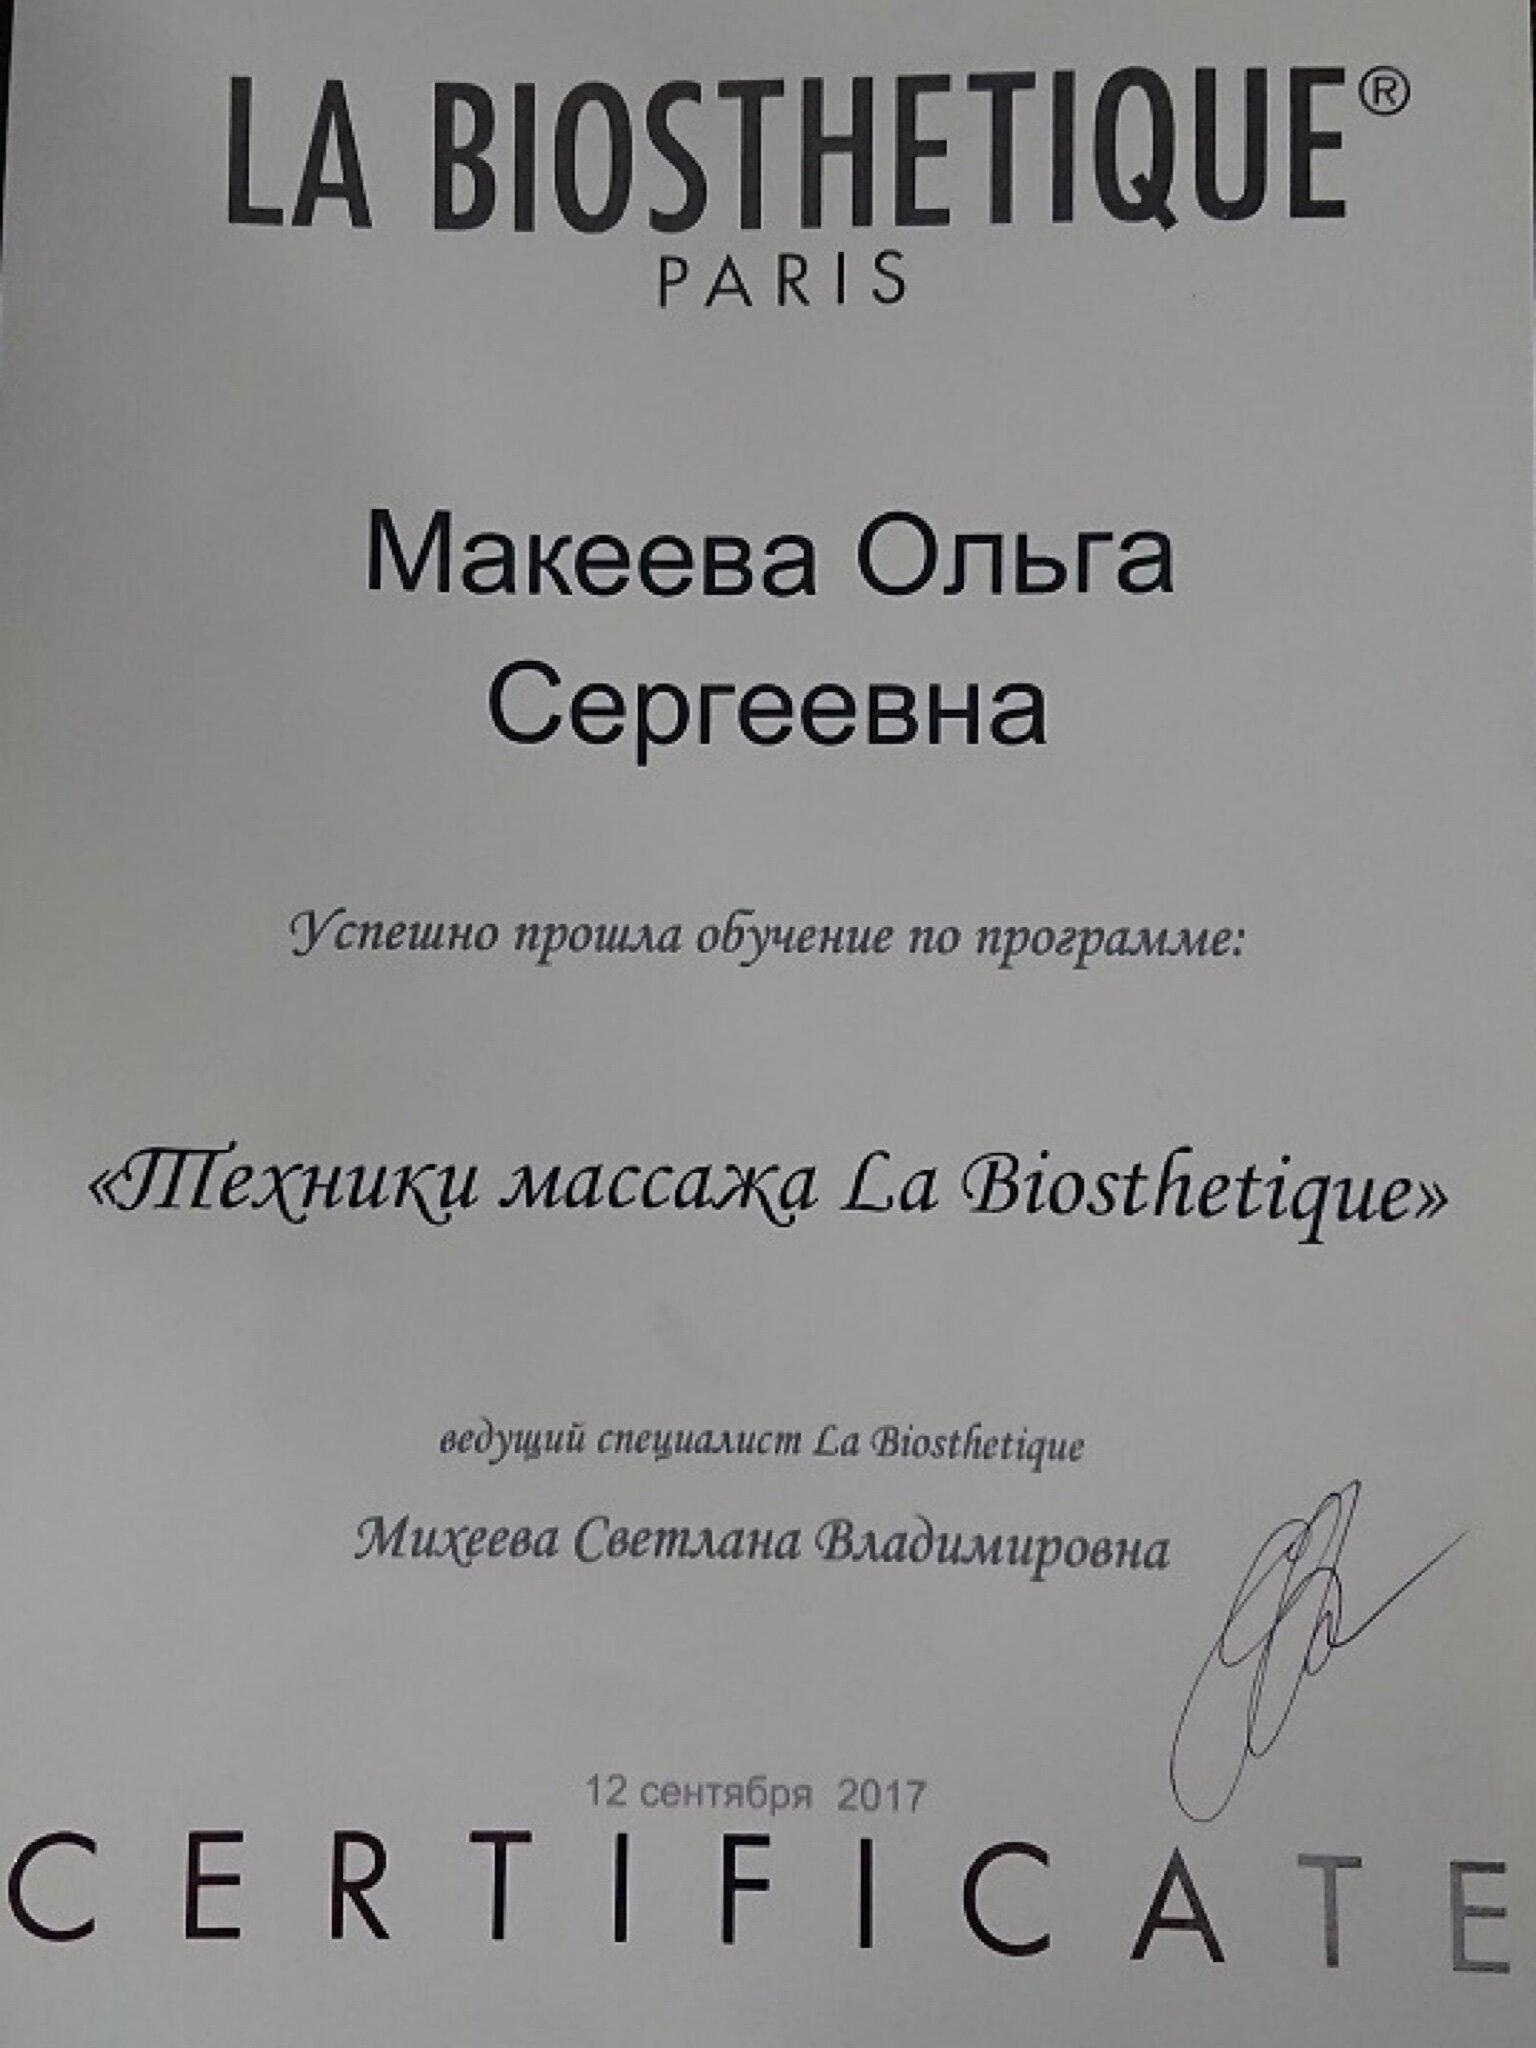 LA BIOSTHETIQUE®
PARIS
Макеева Ольга
Сергеевна
Успешно прошла обучение по программе:
«Техники массажа La Biosthetique»
ведущий специалист La Biosthetique
Михеева Светлана Владимировна
12 сентября 2017
CERTIFICATE